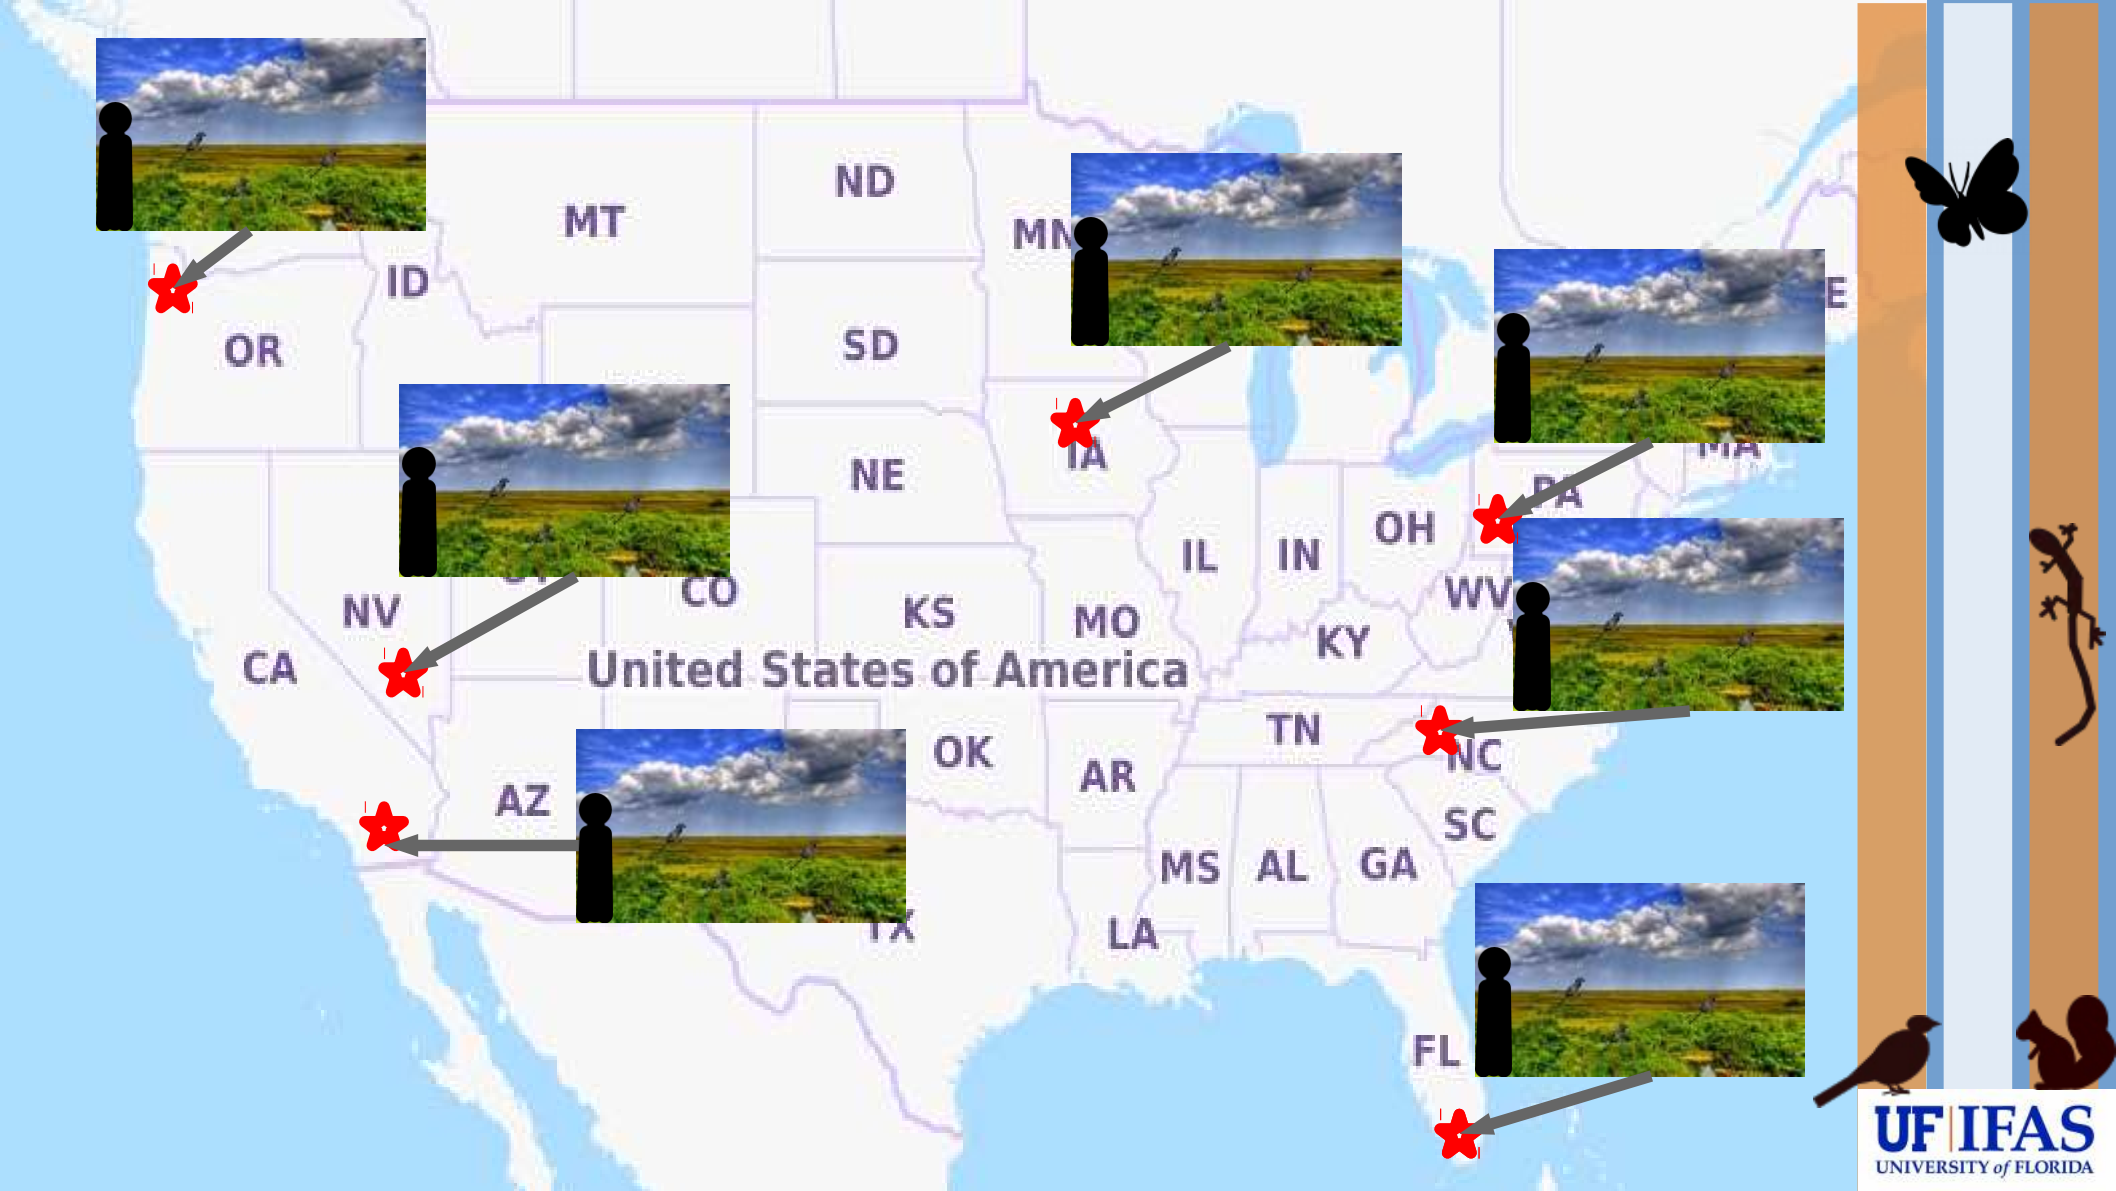 ND
MT
MN
ID
E
SD
OR
MA
IA
NE
PA
OH
IL
IN
CO
WV
NV
KS
MO
KY
CA
United States of America
TN
OK
NC
AR
AZ
SC
MS
AL
GA
TX
LA
FL
UF|IFAS
UNIVERSITY of FLORIDA